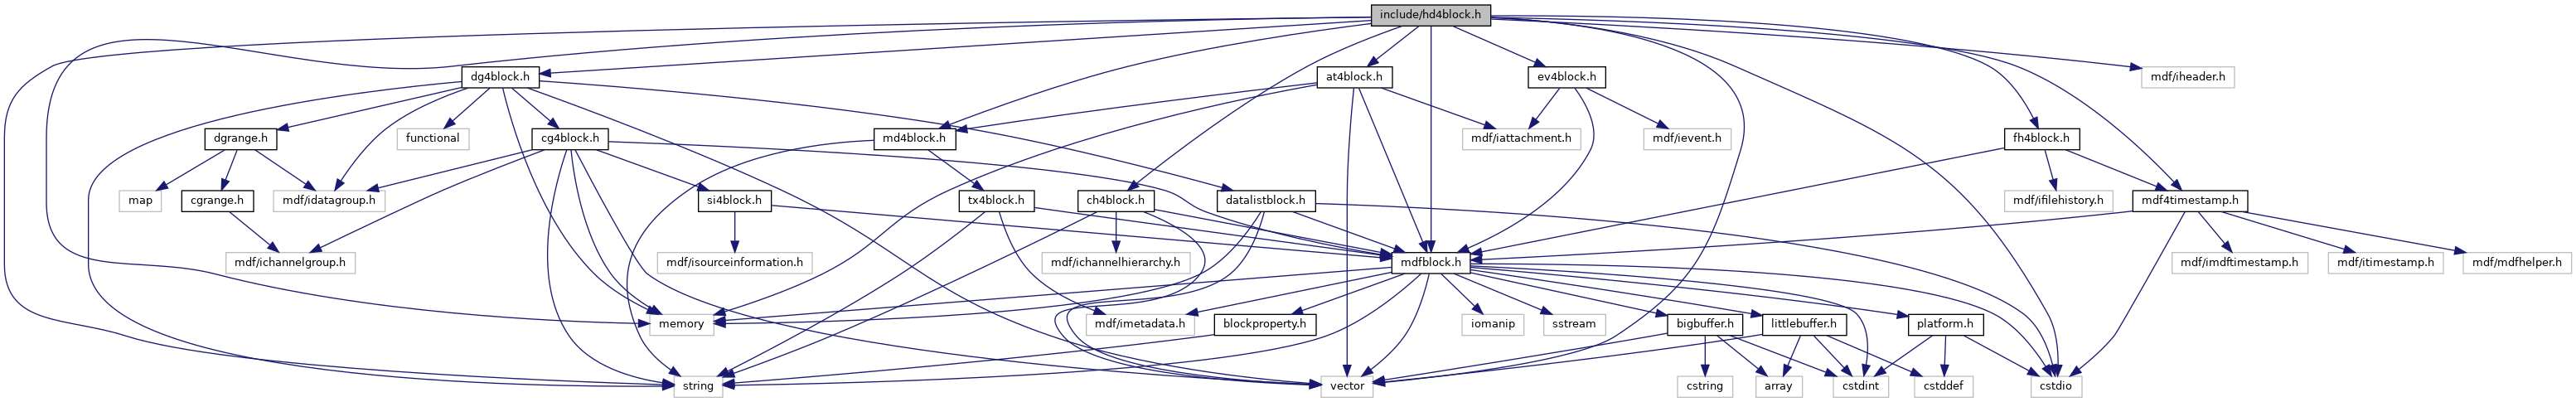 include/hd4block.h
dg4block.h
at4block.h
ev4block.h
mdf/iheader.h
dgrange.h
functional
cg4block.h
md4block.h
mdf/iattachment.h
mdf/ievent.h
fh4block.h
map
cgrange.h
mdf/idatagroup.h
si4block.h
tx4block.h
ch4block.h
datalistblock.h
mdf/ifilehistory.h
mdf4timestamp.h
mdf/ichannelgroup.h
mdf/isourceinformation.h
mdf/ichannelhierarchy.h
mdfblock.h
mdf/imdftimestamp.h
mdf/itimestamp.h
mdf/mdfhelper.h
memory
mdf/imetadata.h
blockproperty.h
iomanip
sstream
bigbuffer.h
littlebuffer.h
platform.h
string
vector
cstring
array
cstdint
cstddef
cstdio